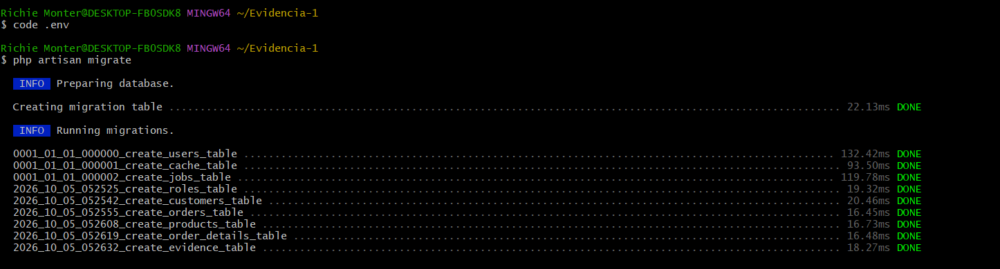 Richie Monter@DESKTOP-FBOSDK8 MINGW64 ~/Evidencia-1
$ code .env
Richie Monter@DESKTOP-FBOSDK8 MINGW64 ~/Evidencia-1
$ php artisan migrate
INFO Preparing database.
Creating migration table ............................................................................................................ 22.13ms DONE
INFO Running migrations.
0001_01_01_000000_create_users_table ............................................................................................... 132.42ms DONE
0001_01_01_000001_create_cache_table ................................................................................................ 93.50ms DONE
0001_01_01_000002_create_jobs_table ................................................................................................ 119.78ms DONE
2026_10_05_052525_create_roles_table ................................................................................................ 19.32ms DONE
2026_10_05_052542_create_customers_table ............................................................................................ 20.46ms DONE
2026_10_05_052555_create_orders_table ............................................................................................... 16.45ms DONE
2026_10_05_052608_create_products_table ............................................................................................. 16.73ms DONE
2026_10_05_052619_create_order_details_table ........................................................................................ 16.48ms DONE
2026_10_05_052632_create_evidence_table ............................................................................................. 18.27ms DONE